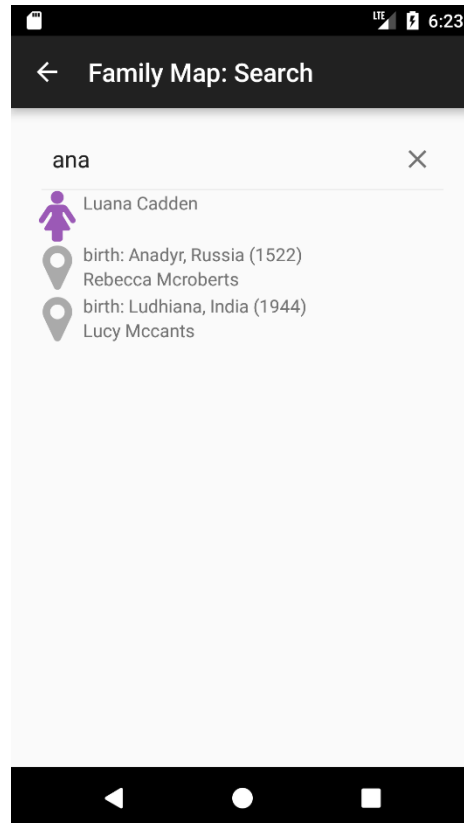 LTE 6:23
Family Map: Search
ana
Luana Cadden
birth: Anadyr, Russia (1522)
Rebecca Mcroberts
birth: Ludhiana, India (1944)
Lucy Mccants